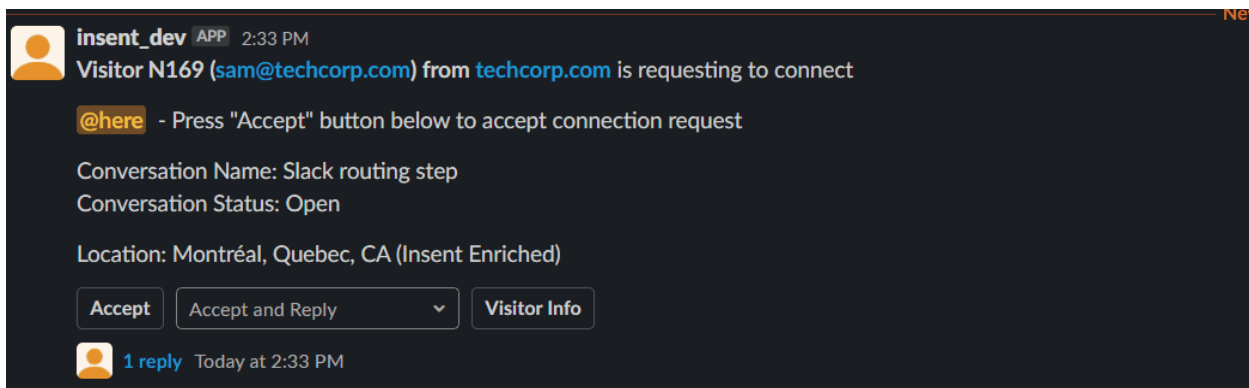 New
insent_dev APP 2:33 PM
Visitor N169 (sam@techcorp.com) from techcorp.com is requesting to connect
@here - Press "Accept" button below to accept connection request
Conversation Name: Slack routing step
Conversation Status: Open
Location: Montréal, Quebec, CA (Insent Enriched)
Accept Accept and Reply Visitor Info
1 reply Today at 2:33 PM